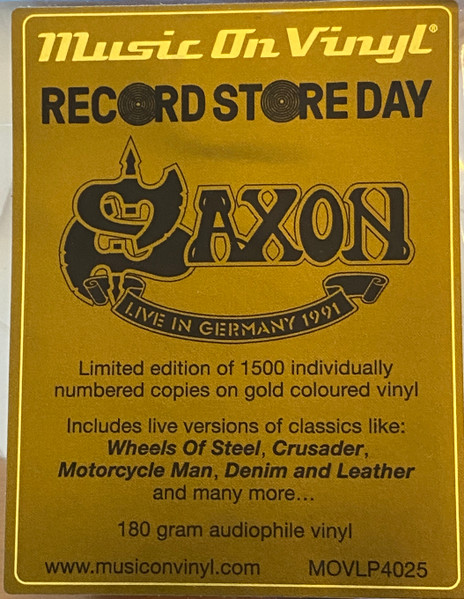 Music On Vinyl®
RECORD STORE DAY
SAXON
LIVE IN GERMANY 1991
Limited edition of 1500 individually
numbered copies on gold coloured vinyl
Includes live versions of classics like:
Wheels Of Steel, Crusader,
Motorcycle Man, Denim and Leather
and many more...
180 gram audiophile vinyl
www.musiconvinyl.com MOVLP4025